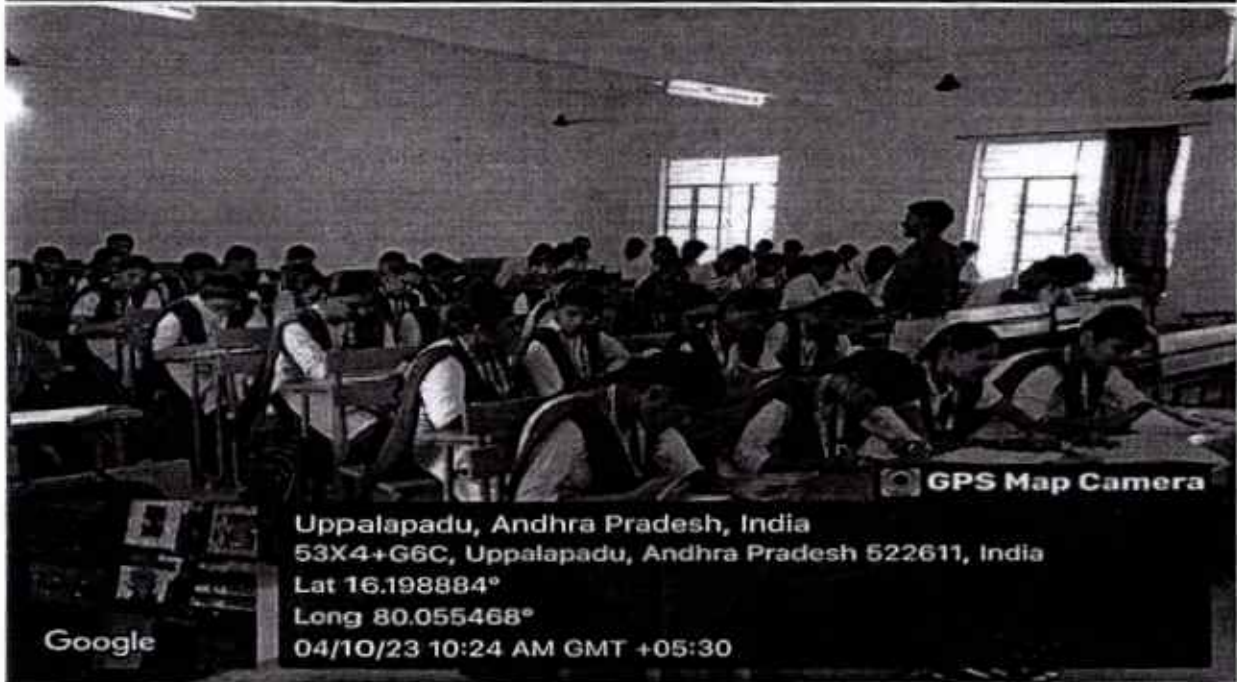 GPS Map Camera
Uppalapadu, Andhra Pradesh, India
53X4+G6C, Uppalapadu, Andhra Pradesh 522611, India
Lat 16.198884°
Long 80.055468°
04/10/23 10:24 AM GMT +05:30
Google